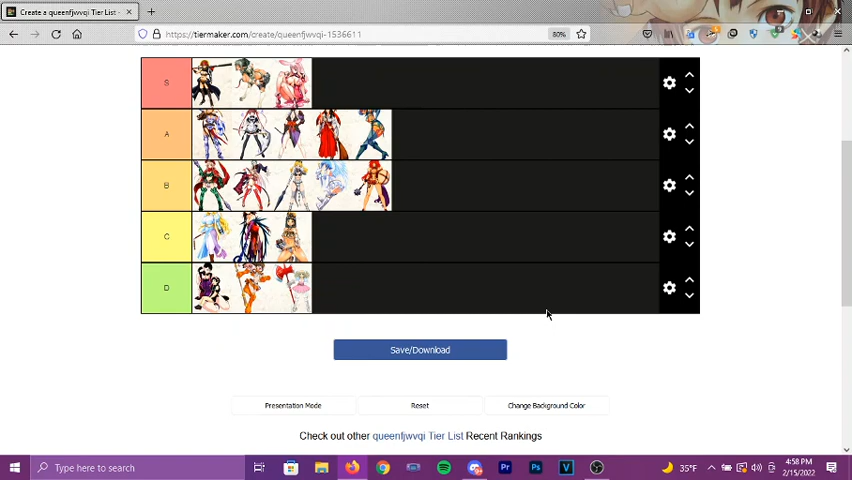 Create a queenfjwvqi Tier List -
https://tiermaker.com/create/queenfjwvqi-1536611
80%
S
A
B
C
D
Save/Download
Presentation Mode
Reset
Change Background Color
Check out other queenfjwvqi Tier List Recent Rankings
Type here to search
Pr
Ps
V
35°F
4:58 PM
2/15/2022